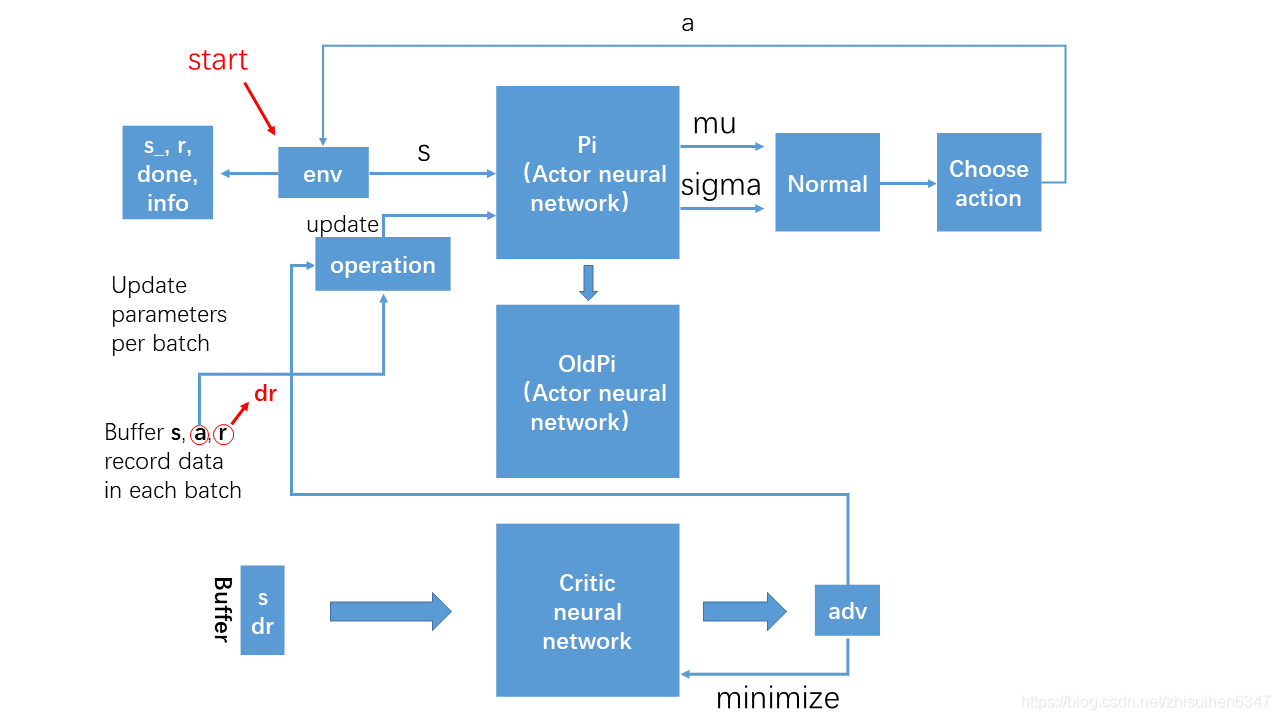 a
start
s_, r,
done,
info
env
s
Pi
(Actor neural
network)
mu
sigma
Normal
Choose
action
update
operation
Update
parameters
per batch
OldPi
(Actor neural
network)
dr
Buffer s, a, r
record data
in each batch
Buffer
s
dr
Critic
neural
network
adv
minimize
https://blog.csdn.net/zhisuihen6347